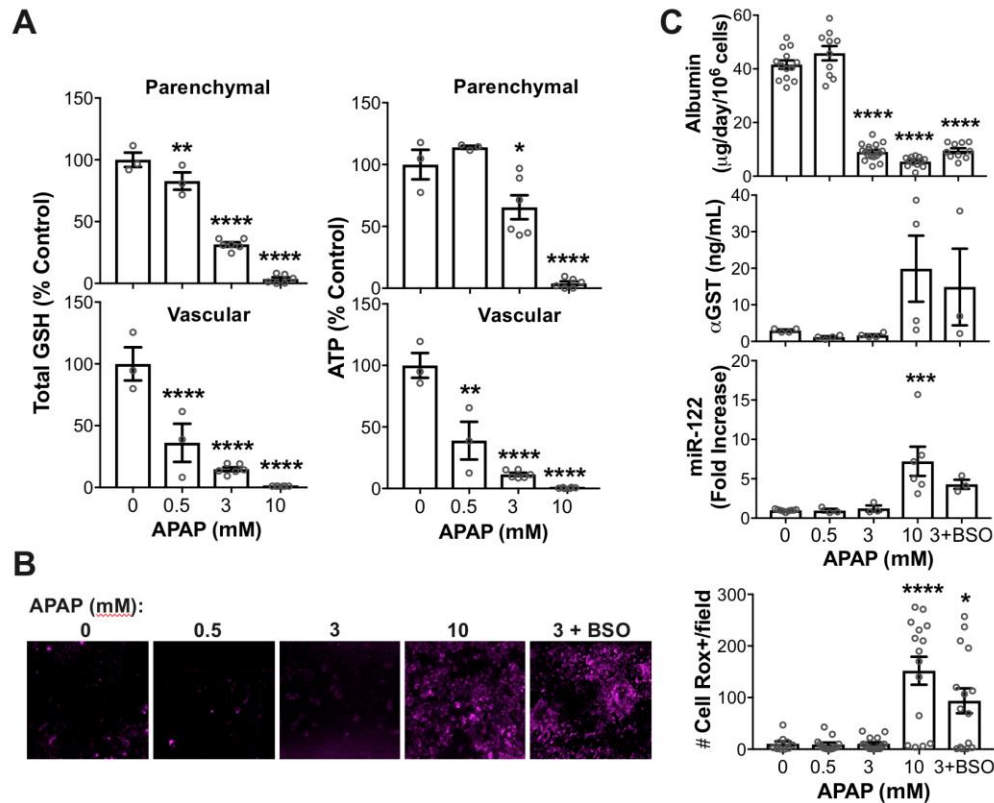 A
C
Parenchymal
Parenchymal
Total GSH (% Control)
ATP (% Control)
150
100
50
0
**
****
****
150
100
50
0
*
****
Vascular
Vascular
150
100
50
0
****
****
****
150
100
50
0
**
****
****
0 0.5 3 10
APAP (mM)
0 0.5 3 10
APAP (mM)
Albumin
(µg/day/10⁶ cells)
60
40
20
0
**** **** ****
αGST (ng/mL)
40
30
20
10
0
miR-122
(Fold Increase)
20
15
10
5
0
***
0 0.5 3 10 3+BSO
APAP (mM)
B
APAP (mM):
0 0.5 3 10 3 + BSO
# Cell Rox+/field
300
200
100
0
****
*
0 0.5 3 10 3+BSO
APAP (mM)